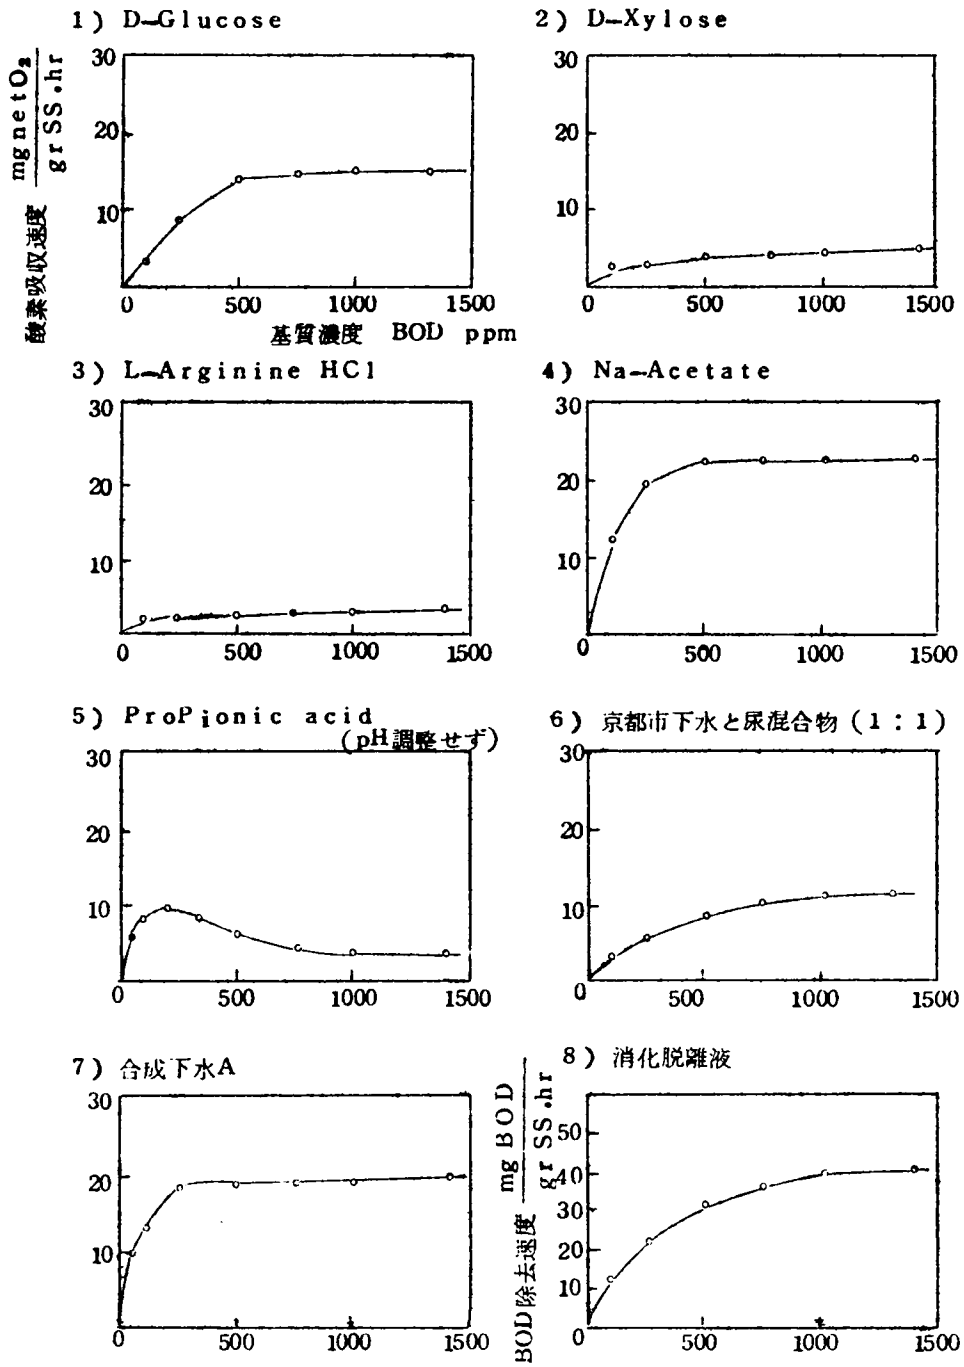 1) D-Glucose
mg netO₂
gr SS.hr
酸素吸収速度
30
20
10
0 500 1000 1500
基質濃度 BOD ppm
2) D-Xylose
30
20
10
0 500 1000 1500
3) L-Arginine HCl
30
20
10
0 500 1000 1500
4) Na-Acetate
30
20
10
0 500 1000 1500
5) ProPionic acid
(pH調整せず)
30
20
10
0 500 1000 1500
6) 京都市下水と尿混合物 (1 : 1)
30
20
10
0 500 1000 1500
7) 合成下水A
30
20
10
0 500 1000 1500
8) 消化脱離液
mg BOD
gr SS.hr
BOD除去速度
50
40
30
20
10
0 500 1000 1500